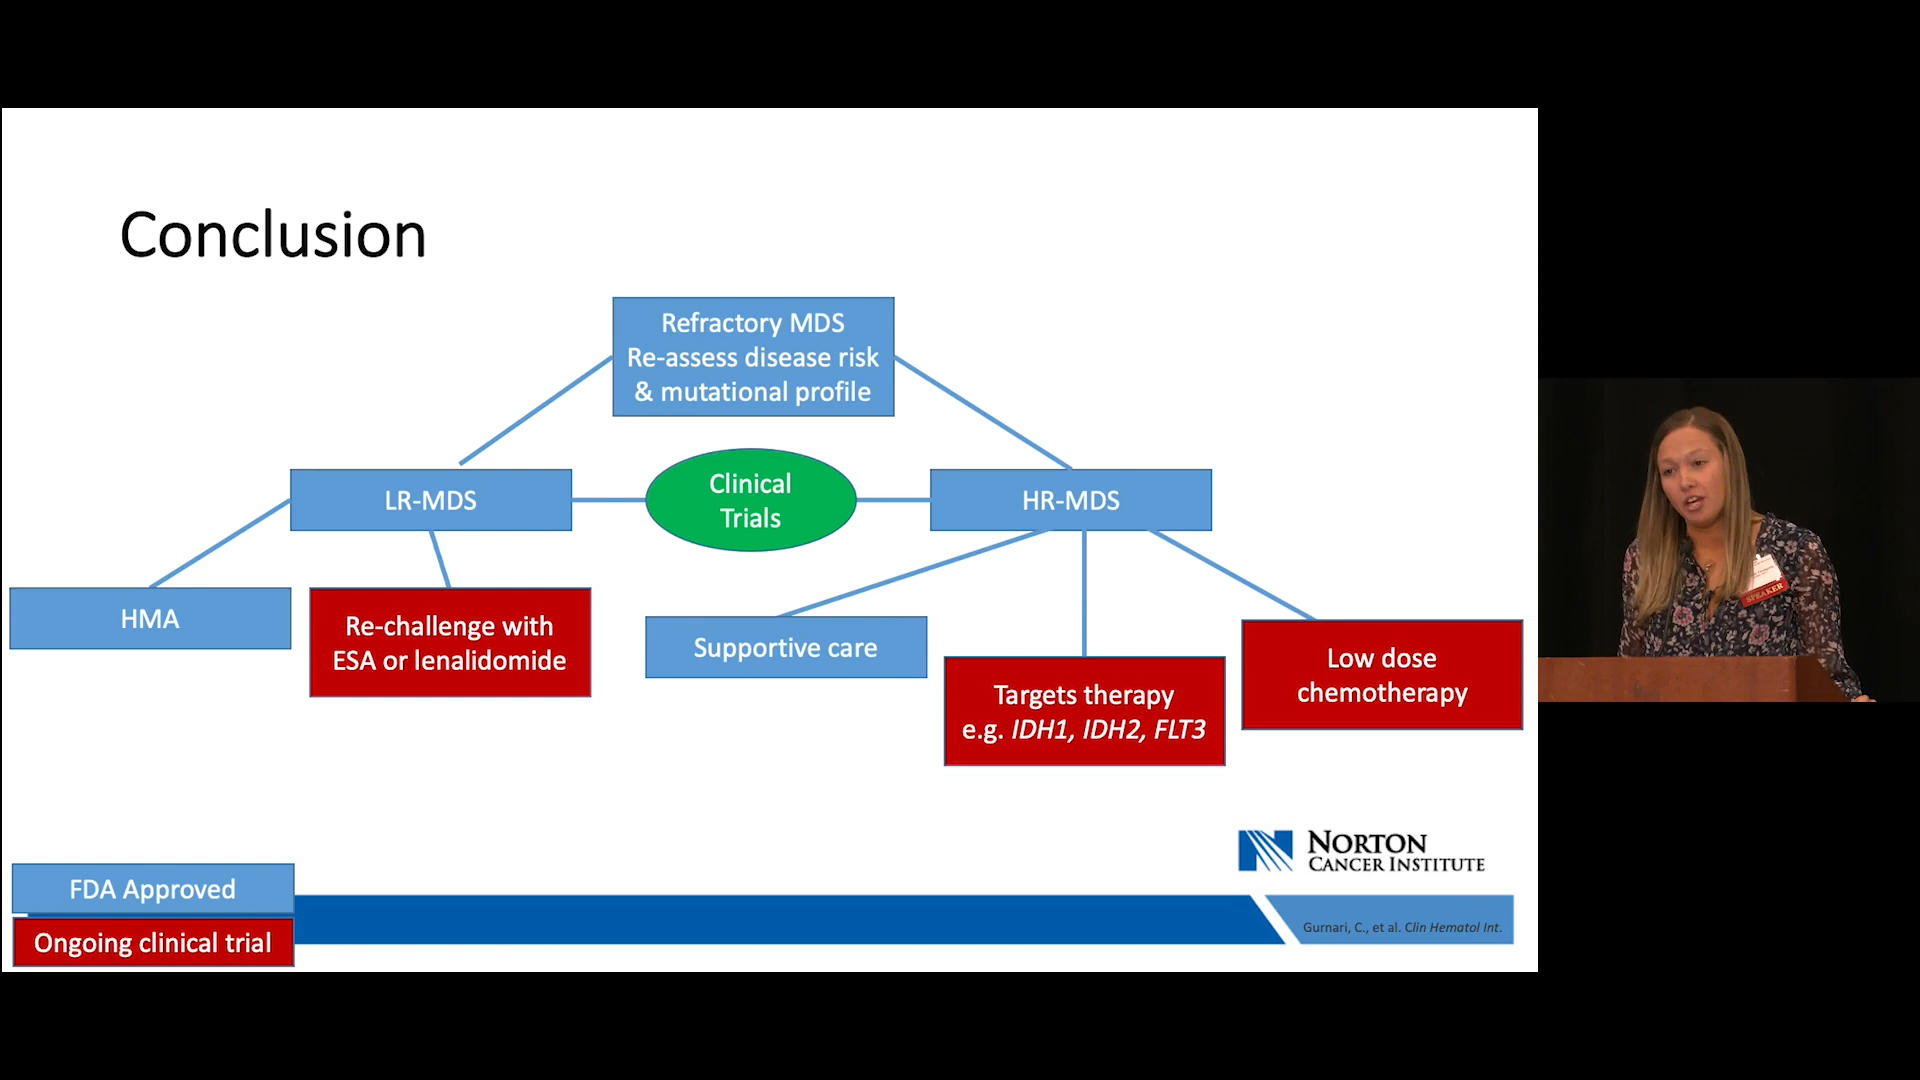 Conclusion
Refractory MDS
Re-assess disease risk
& mutational profile
LR-MDS
Clinical
Trials
HR-MDS
HMA
Re-challenge with
ESA or lenalidomide
Supportive care
Targets therapy
e.g. IDH1, IDH2, FLT3
Low dose
chemotherapy
NORTON
CANCER INSTITUTE
FDA Approved
Ongoing clinical trial
Gurnari, C., et al. Clin Hematol Int.
SPEAKER